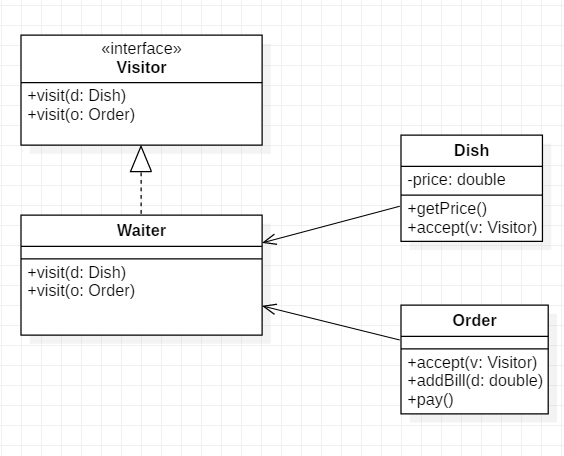 «interface»
Visitor
+visit(d: Dish)
+visit(o: Order)
Waiter
+visit(d: Dish)
+visit(o: Order)
Dish
-price: double
+getPrice()
+accept(v: Visitor)
Order
+accept(v: Visitor)
+addBill(d: double)
+pay()